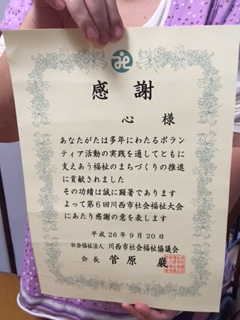 感謝
心 様
あなたがたは多年にわたるボラン
ティア活動の実践を通してともに
支えあう福祉のまちづくりの推進
に貢献されました
その功績は誠に顕著であります
よって第6回川西市社会福祉大会
にあたり感謝の意を表します
平成26年9月20日
社会福祉法人 川西市社会福祉協議会
会長 菅原 巌